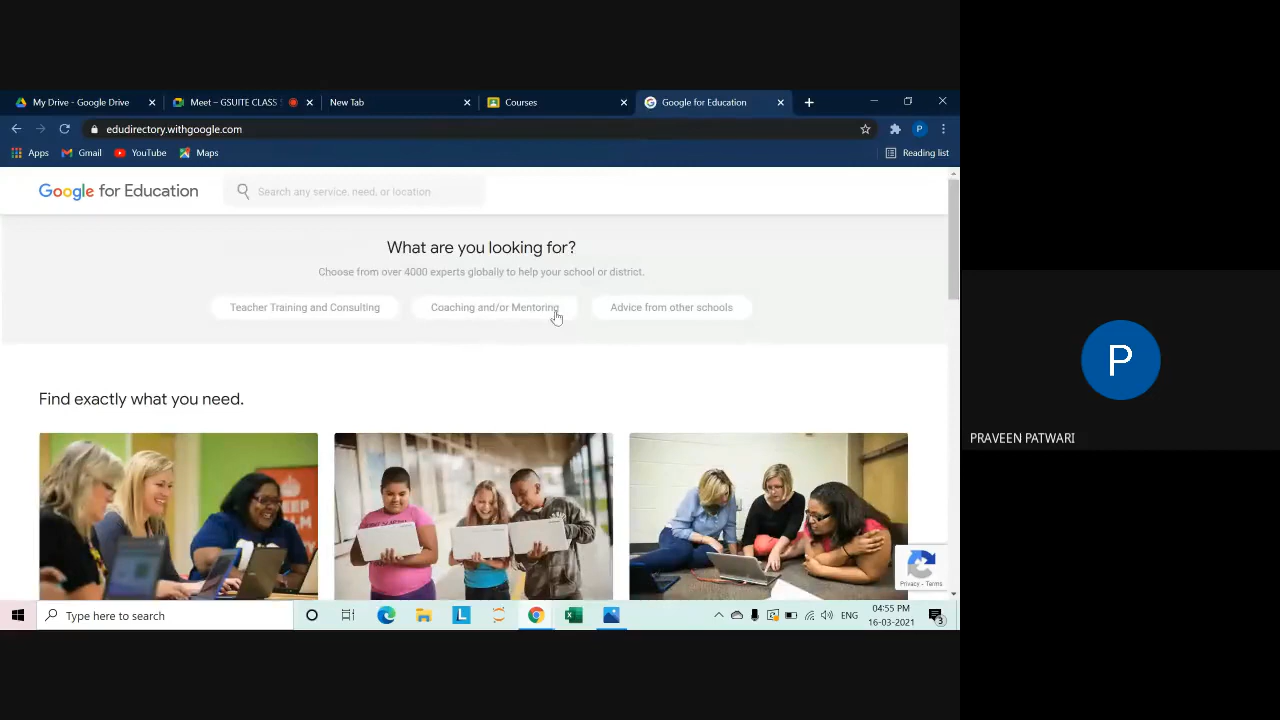 My Drive - Google Drive
Meet – GSUITE CLASS
New Tab
Courses
Google for Education
edudirectory.withgoogle.com
P
Apps
Gmail
YouTube
Maps
Reading list
Google for Education
Search any service, need, or location
What are you looking for?
Choose from over 4000 experts globally to help your school or district.
Teacher Training and Consulting
Coaching and/or Mentoring
Advice from other schools
Find exactly what you need.
P
PRAVEEN PATWARI
Privacy - Terms
Type here to search
L
ENG
04:55 PM
16-03-2021
3